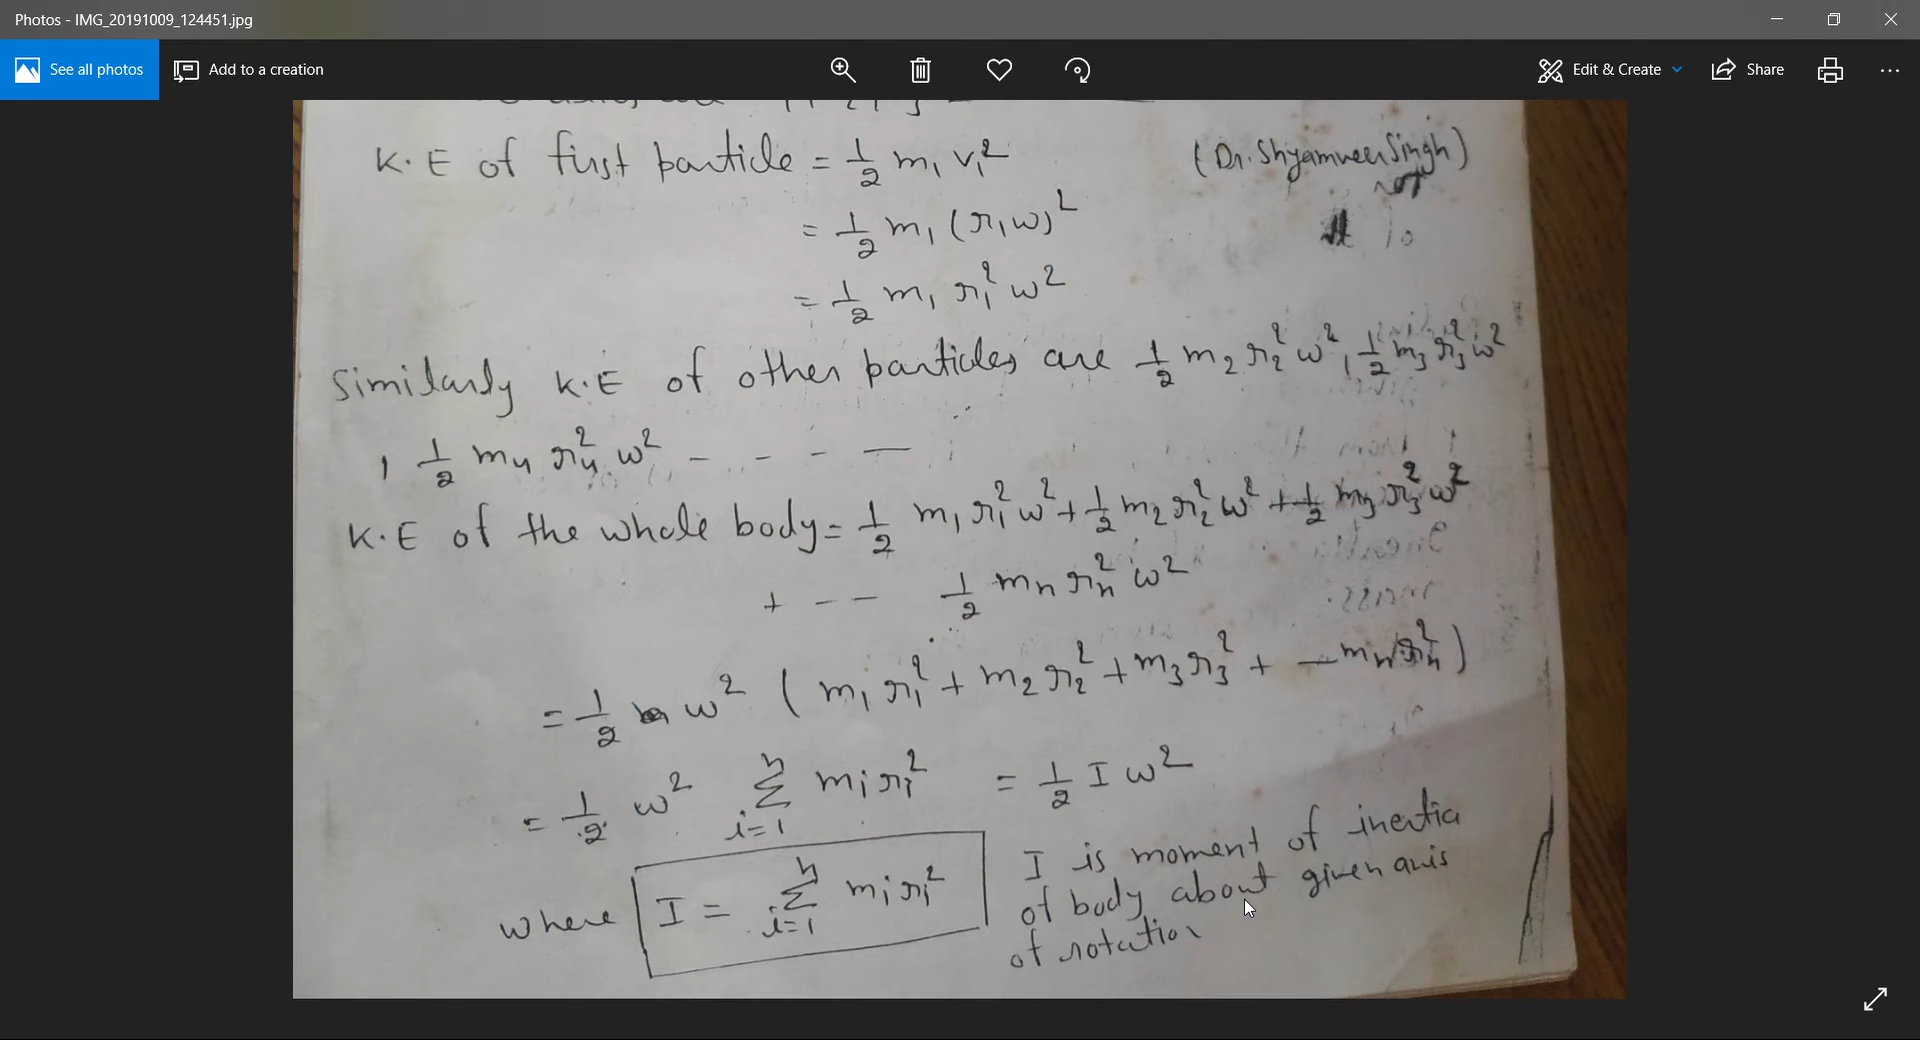 Photos - IMG_20191009_124451.jpg
See all photos
Add to a creation
Edit & Create
Share
K.E of first particle = 1/2 m₁ v₁²
(Dr. Shyamveer Singh)
= 1/2 m₁ (r₁ω)²
= 1/2 m₁ r₁² ω²
Similarly K.E of other particles are 1/2 m₂ r₂² ω², 1/2 m₃ r₃² ω²
, 1/2 m₄ r₄² ω² - - - —
K.E of the whole body = 1/2 m₁ r₁² ω² + 1/2 m₂ r₂² ω² + 1/2 m₃ r₃² ω²
+ - - 1/2 mₙ rₙ² ω²
= 1/2 ω² ( m₁ r₁² + m₂ r₂² + m₃ r₃² + — mₙ rₙ² )
= 1/2 ω² Σ i=1 n mᵢ rᵢ² = 1/2 I ω²
where I = Σ i=1 n mᵢ rᵢ²
I is moment of inertia
of body about given axis
of rotation